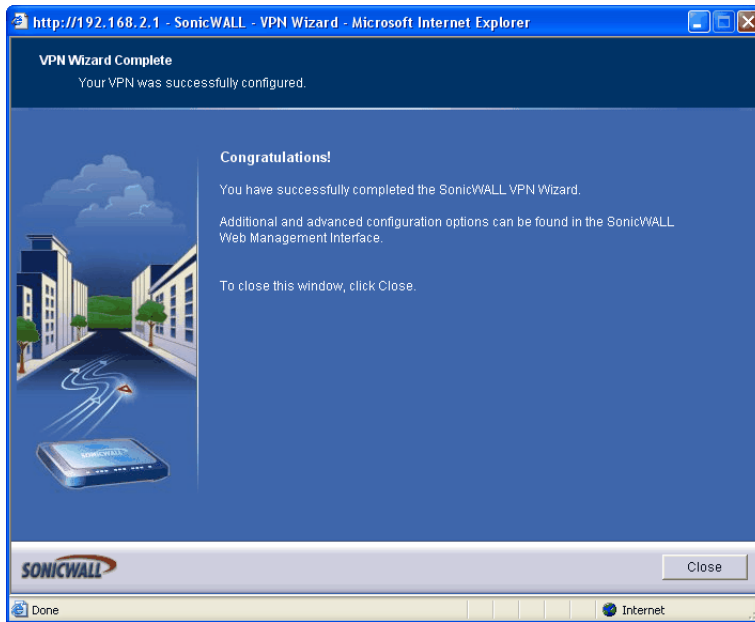 http://192.168.2.1 - SonicWALL - VPN Wizard - Microsoft Internet Explorer
VPN Wizard Complete
Your VPN was successfully configured.
Congratulations!
You have successfully completed the SonicWALL VPN Wizard.
Additional and advanced configuration options can be found in the SonicWALL
Web Management Interface.
To close this window, click Close.
SONICWALL
SONICWALL
Close
Done
Internet